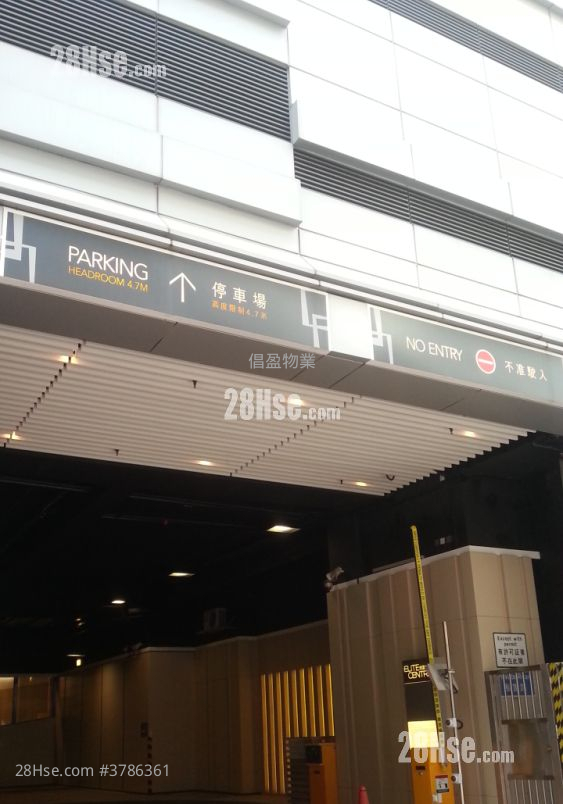 28Hse.com
PARKING
HEADROOM 4.7M
停車場
高度限制4.7米
NO ENTRY
不准駛入
倡盈物業
28Hse.com
Except with
permit
有許可証者
不在此限
ELITE
CENTRE
28Hse.com
28Hse.com #3786361